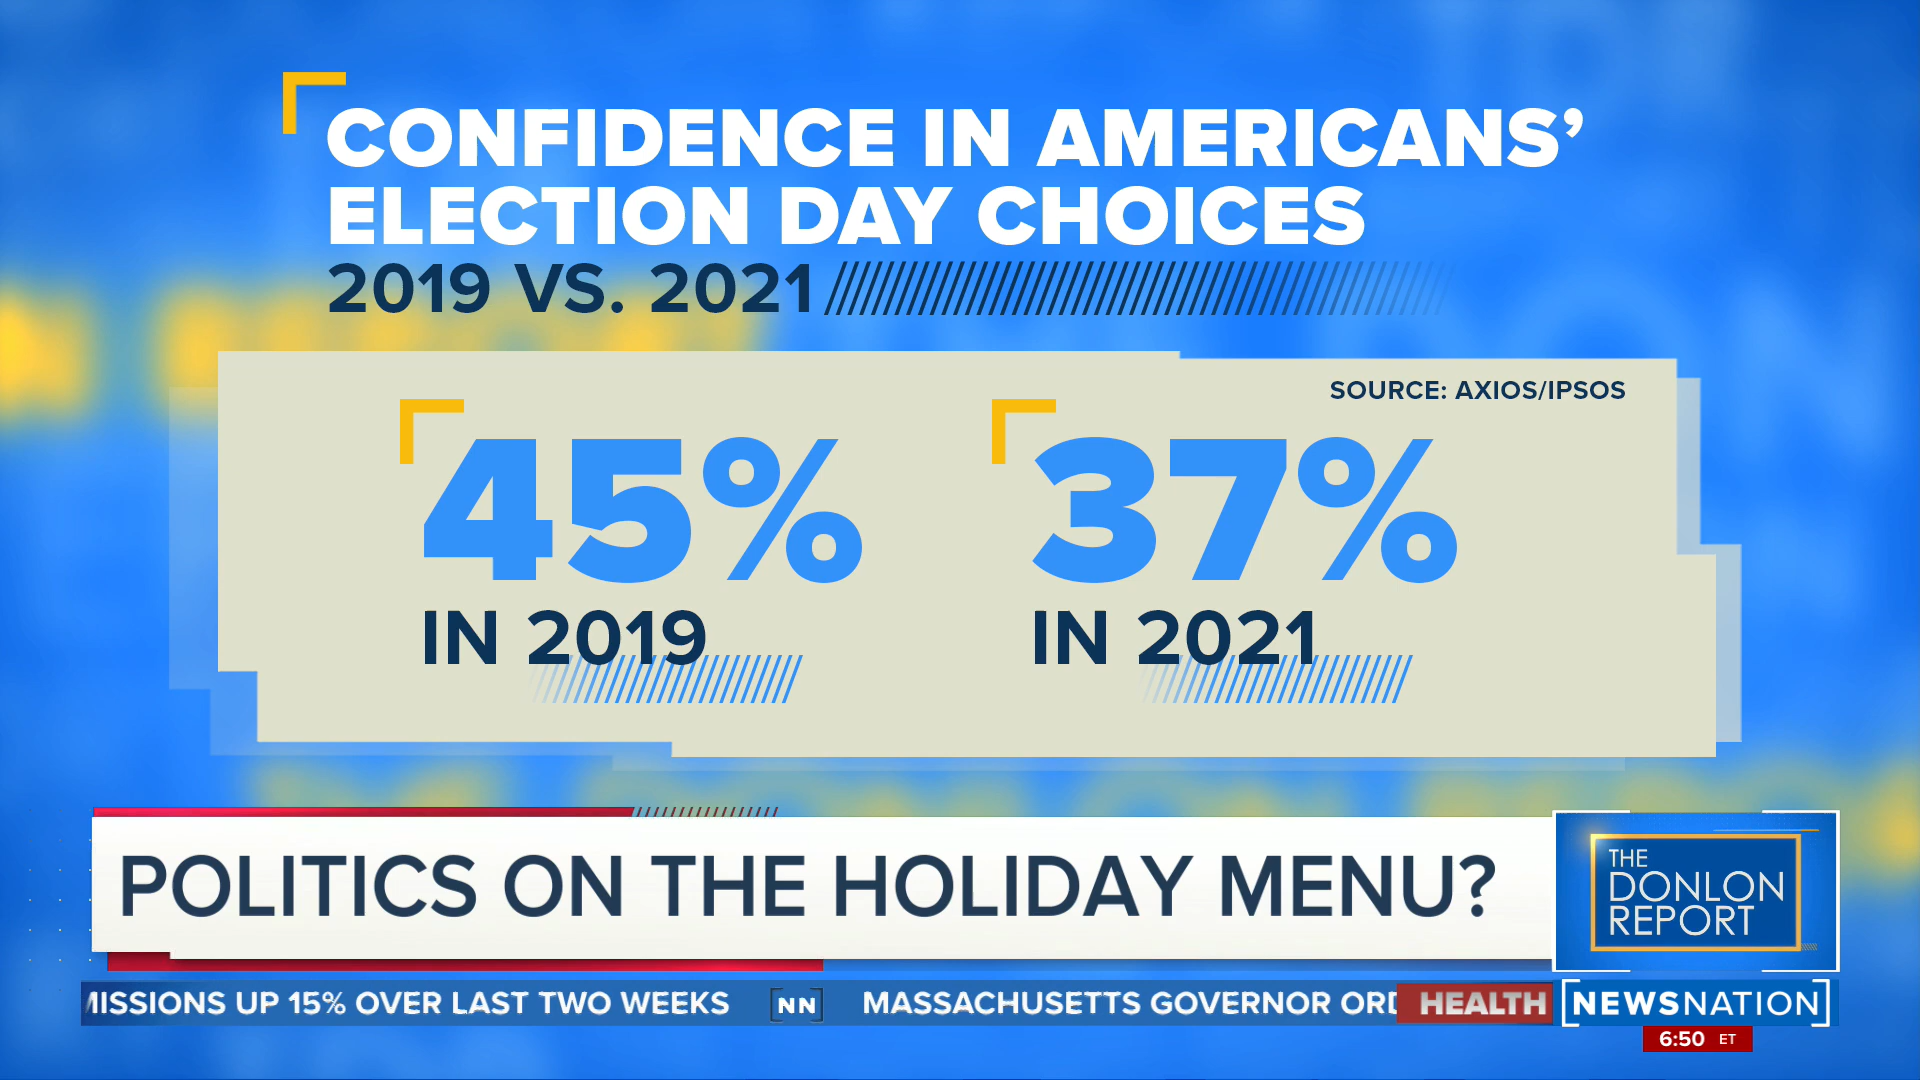 CONFIDENCE IN AMERICANS’
ELECTION DAY CHOICES
2019 VS. 2021
SOURCE: AXIOS/IPSOS
45%
IN 2019
37%
IN 2021
POLITICS ON THE HOLIDAY MENU?
THE
DONLON
REPORT
UP 15% OVER LAST TWO WEEKS
NN
MASSACHUSETTS GOVERNOR
HEALTH
NEWSNATION
6:50 ET